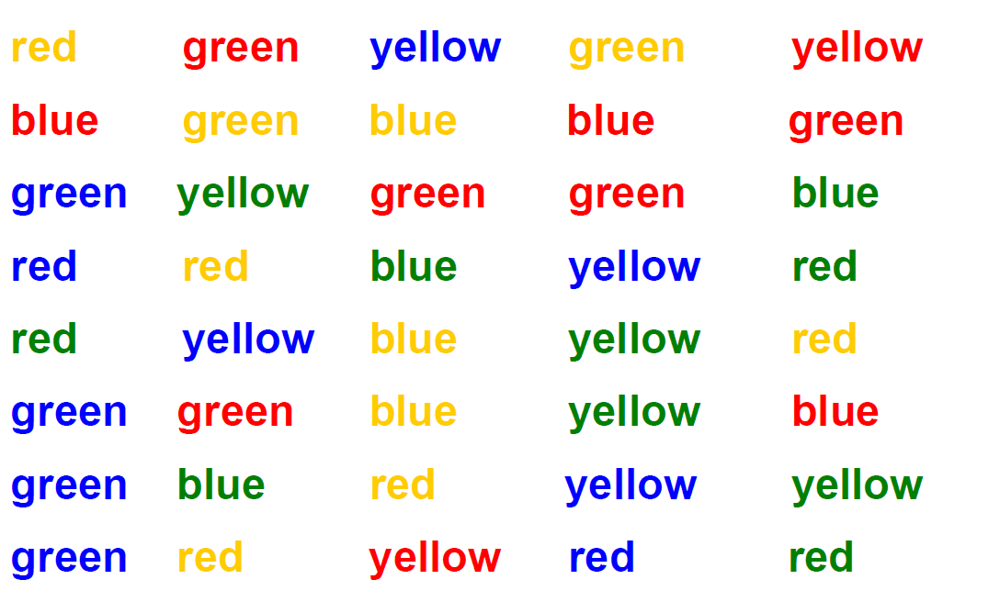 red green yellow green yellow
blue green blue blue green
green yellow green green blue
red red blue yellow red
red yellow blue yellow red
green green blue yellow blue
green blue red yellow yellow
green red yellow red red